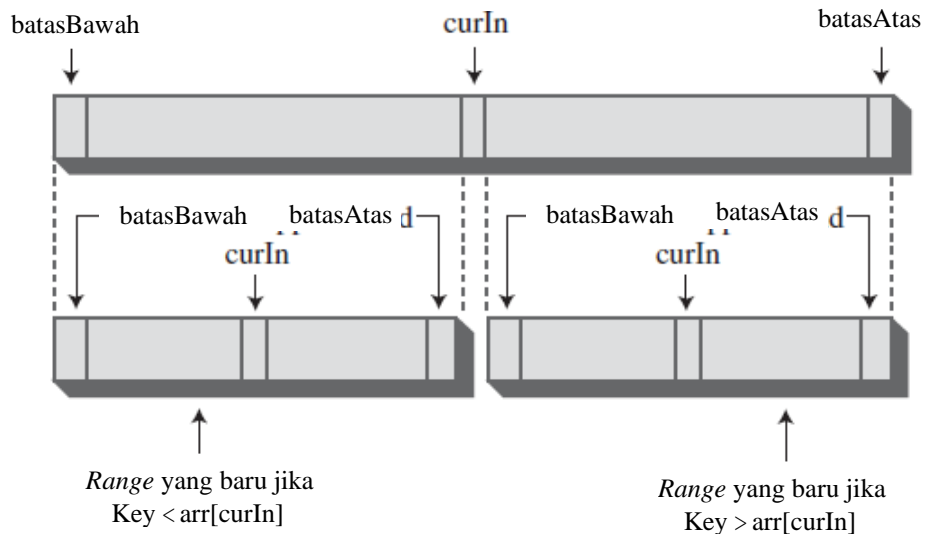 batasBawah curIn batasAtas
batasBawah batasAtas d batasBawah batasAtas d
curIn curIn
Range yang baru jika
Key < arr[curIn]
Range yang baru jika
Key > arr[curIn]